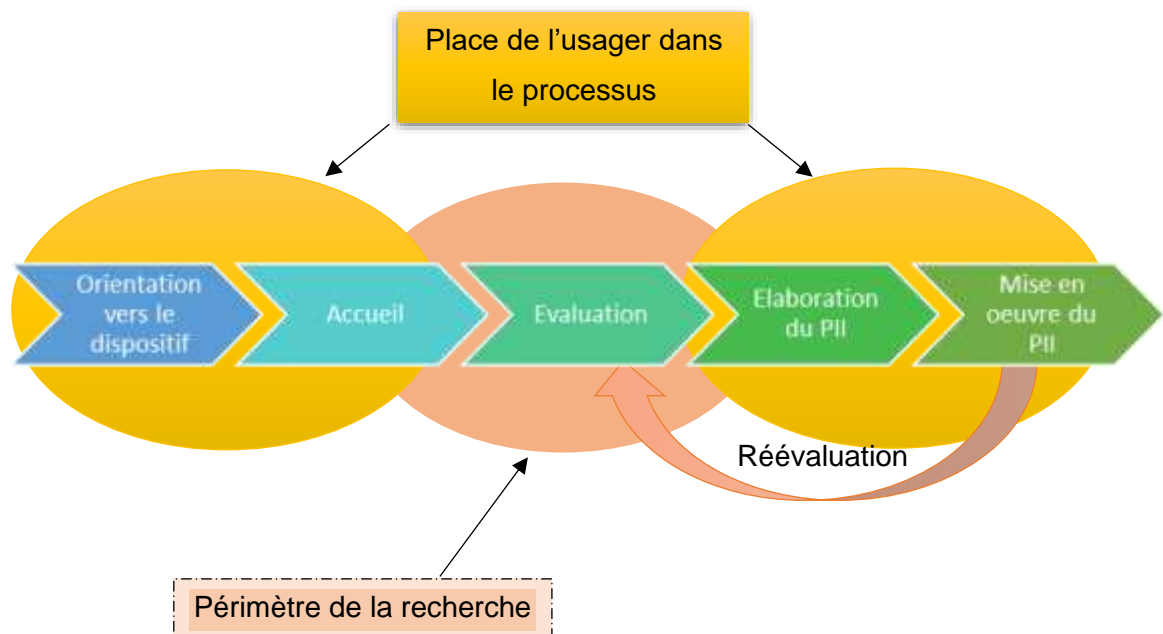 Place de l’usager dans
le processus
Orientation
vers le
dispositif
Accueil
Evaluation
Elaboration
du PII
Mise en
oeuvre du
PII
Réévaluation
Périmètre de la recherche